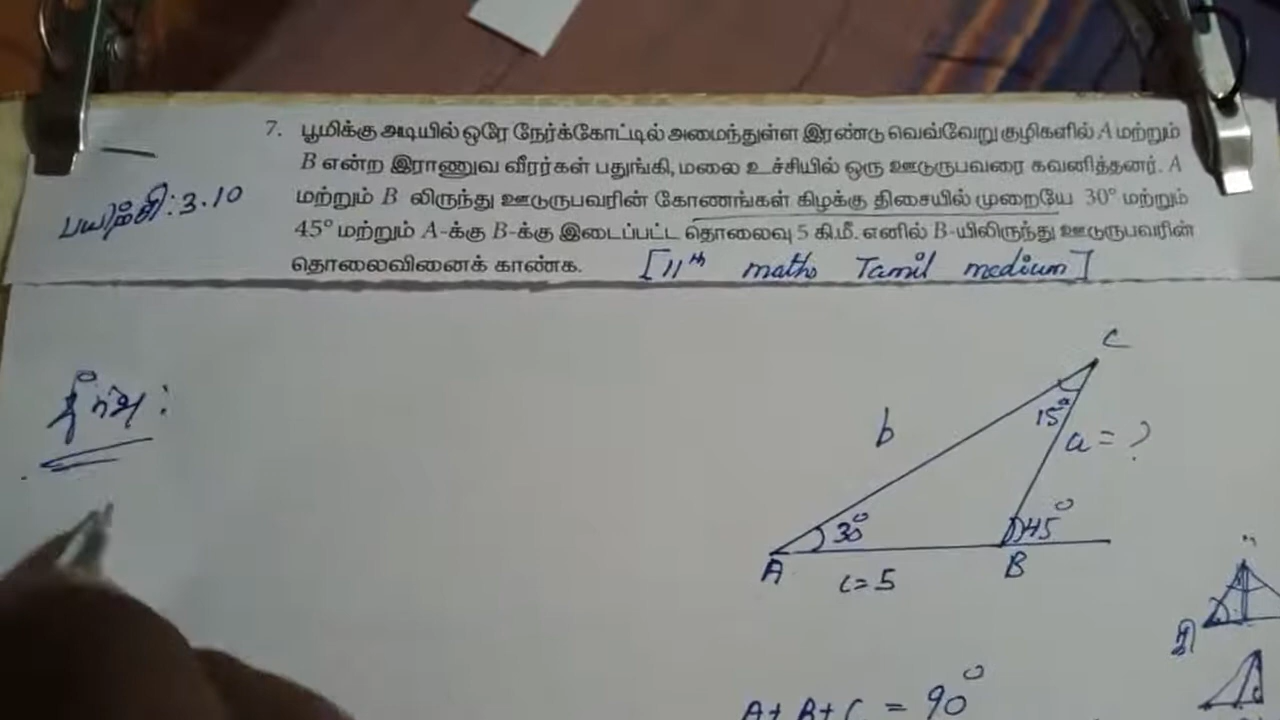 7. பூமிக்கு அடியில் ஒரே நேர்க்கோட்டில் அமைந்துள்ள இரண்டு வெவ்வேறு குழிகளில் A மற்றும்
B என்ற இராணுவ வீரர்கள் பதுங்கி, மலை உச்சியில் ஒரு ஊடுருபவரை கவனித்தனர். A
மற்றும் B லிருந்து ஊடுருபவரின் கோணங்கள் கிழக்கு திசையில் முறையே 30° மற்றும்
45° மற்றும் A-க்கு B-க்கு இடைப்பட்ட தொலைவு 5 கி.மீ. எனில் B-யிலிருந்து ஊடுருபவரின்
தொலைவினைக் காண்க. [11th maths Tamil medium]
பயிற்சி: 3.10
தீர்வு :
C
15°
b
a = ?
30°
45°
A
B
c = 5
A + B + C = 90°